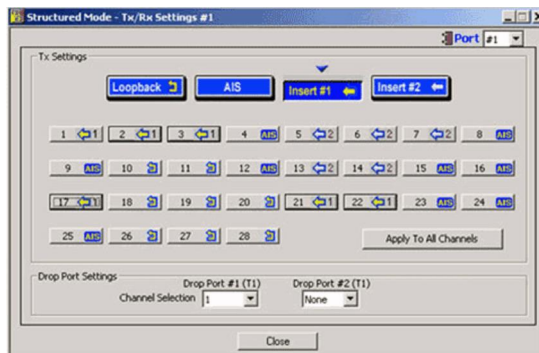 Structured Mode - Tx/Rx Settings #1
Port #1
Tx Settings
Loopback AIS Insert #1 Insert #2
1 1 2 1 3 1 4 AIS 5 2 6 2 7 2 8 AIS
9 AIS 10 11 12 AIS 13 2 14 2 15 AIS 16 AIS
17 1 18 19 20 21 1 22 1 23 AIS 24 AIS
25 AIS 26 27 28 Apply To All Channels
Drop Port Settings
Drop Port #1 (T1) Drop Port #2 (T1)
Channel Selection 1 None
Close